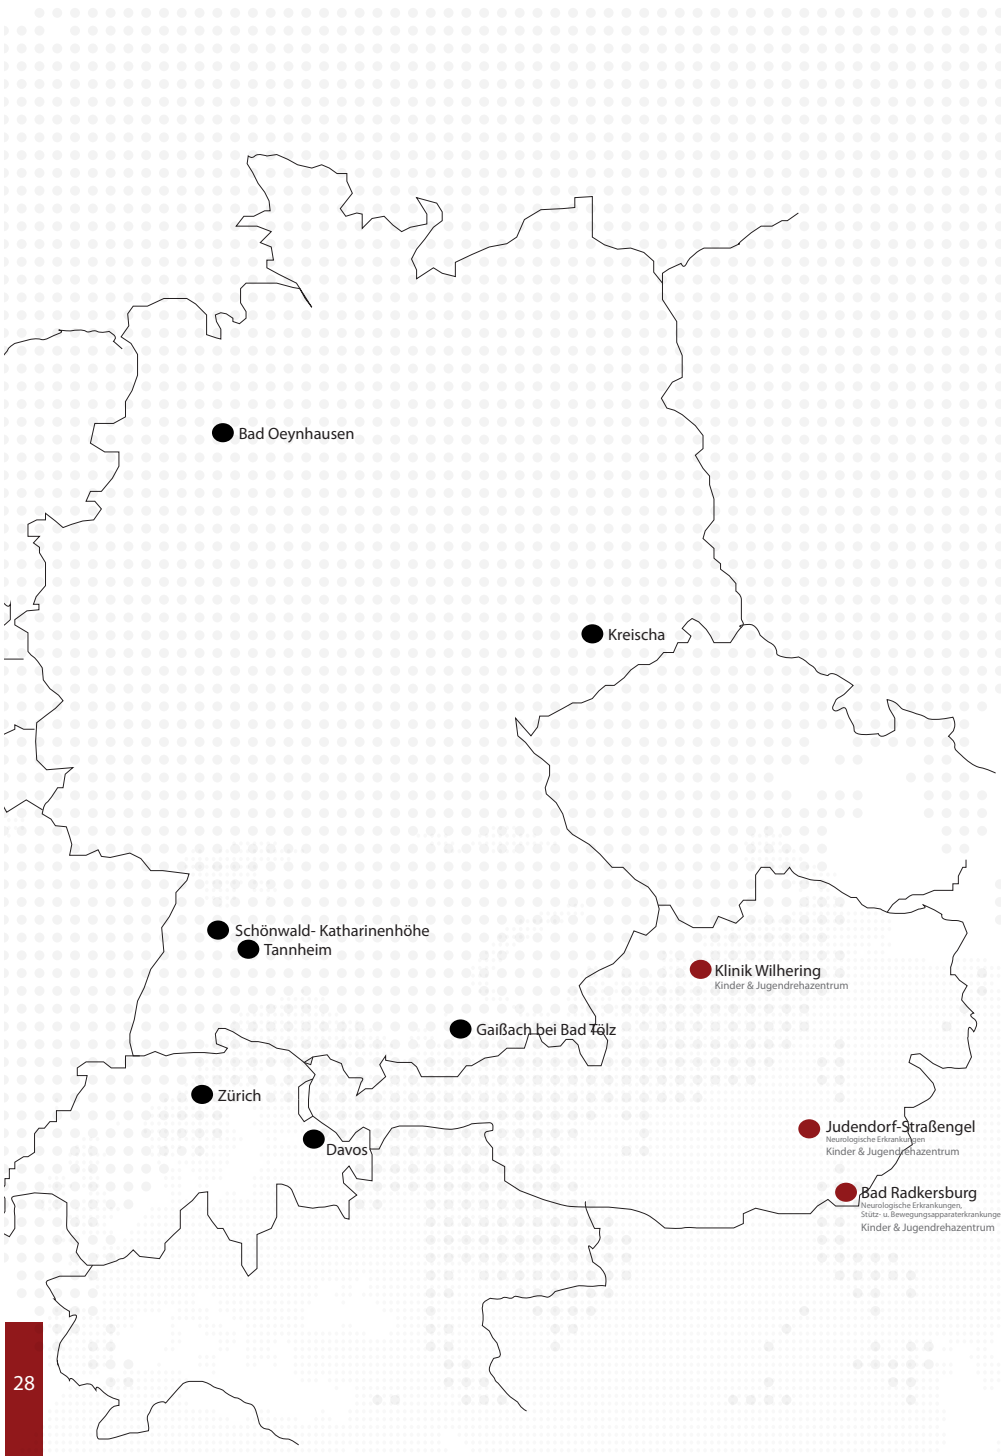 Bad Oeynhausen
Kreischa
Schönwald- Katharinenhöhe
Tannheim
Klinik Wilhering
Kinder & Jugendrehazentrum
Gaißach bei Bad Tölz
Zürich
Judendorf-Straßengel
Neurologische Erkrankungen
Kinder & Jugendrehazentrum
Davos
Bad Radkersburg
Neurologische Erkrankungen,
Stütz- u. Bewegungsapparaterkrankunge
Kinder & Jugendrehazentrum
28